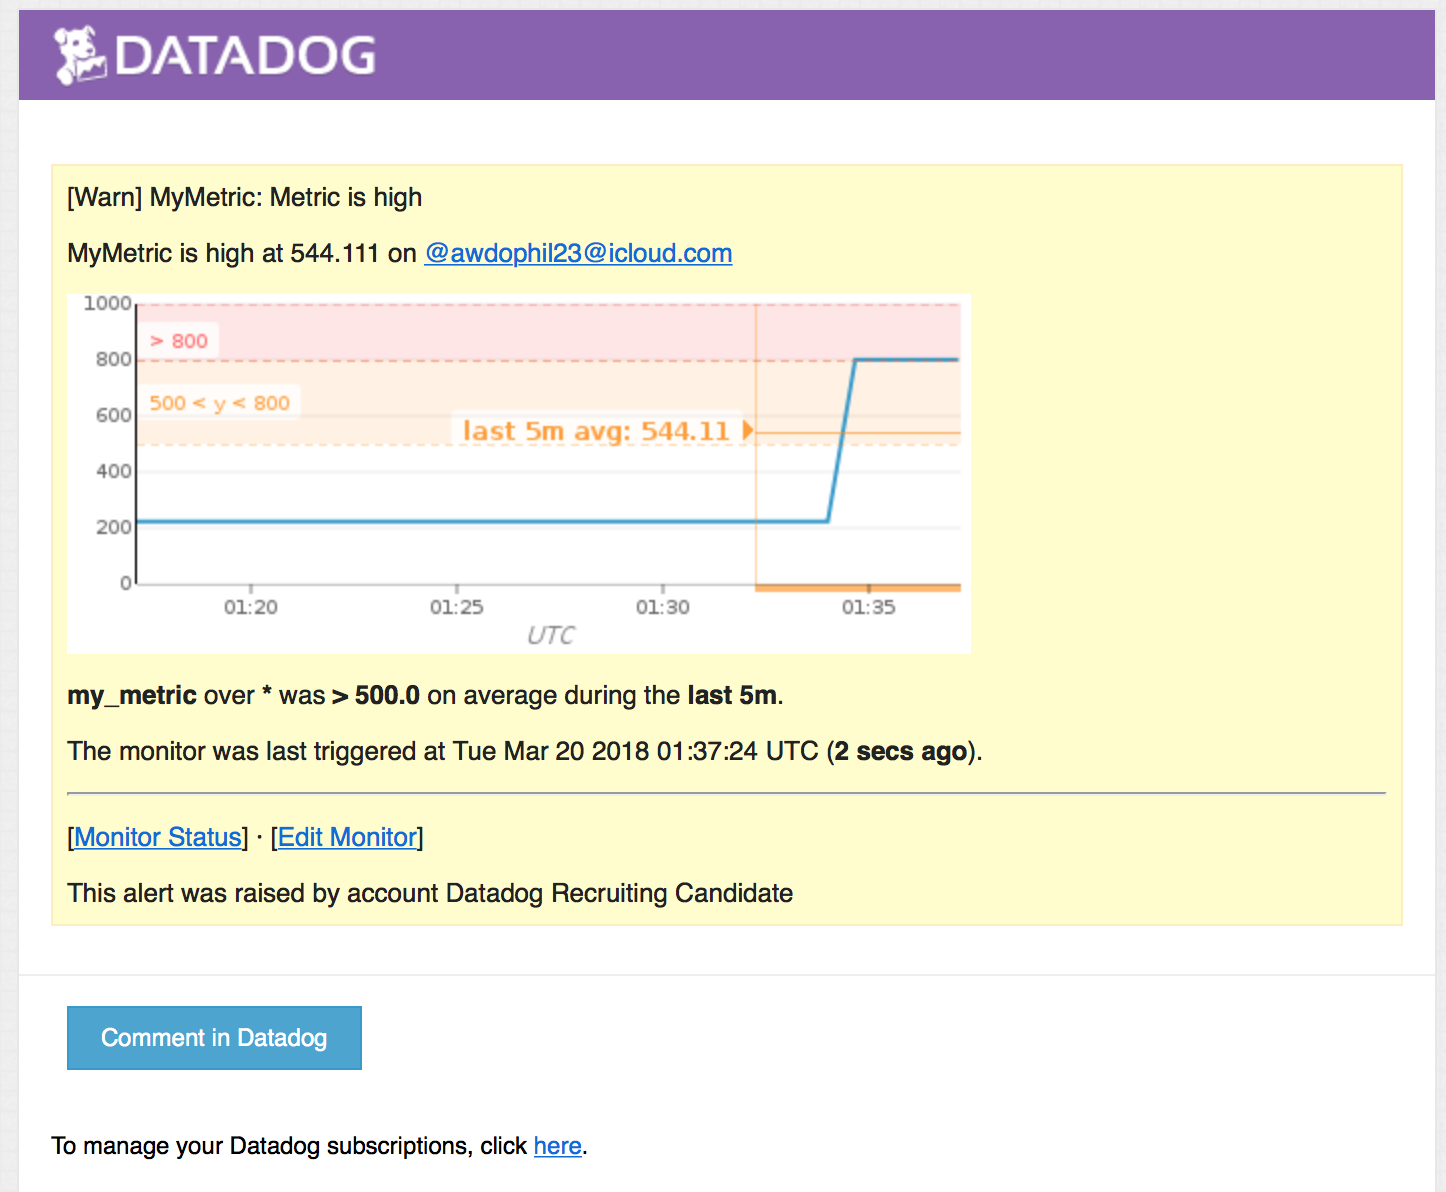 DATADOG
[Warn] MyMetric: Metric is high
MyMetric is high at 544.111 on @awdophil23@icloud.com
1000
> 800
800
500 < y < 800
600
last 5m avg: 544.11
400
200
0
01:20 01:25 01:30 01:35
UTC
my_metric over * was > 500.0 on average during the last 5m.
The monitor was last triggered at Tue Mar 20 2018 01:37:24 UTC (2 secs ago).
[Monitor Status] · [Edit Monitor]
This alert was raised by account Datadog Recruiting Candidate
Comment in Datadog
To manage your Datadog subscriptions, click here.